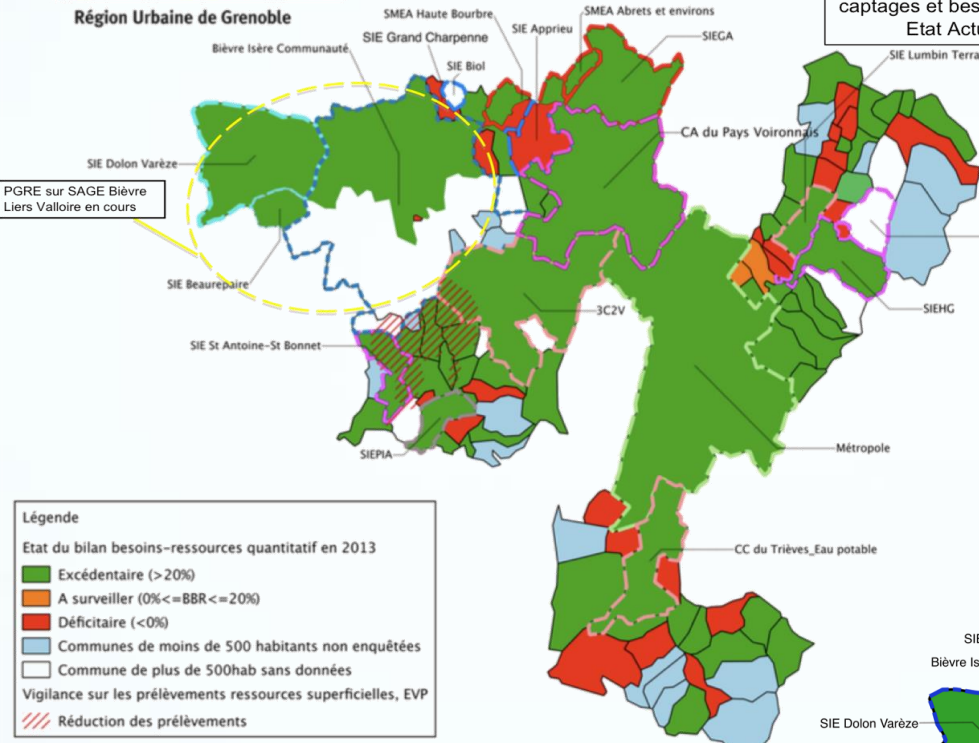 Région Urbaine de Grenoble
captages et bes
Etat Actu
SMEA Haute Bourbre
SMEA Abrets et environs
SIE Apprieu
SIEGA
SIE Grand Charpenne
Bièvre Isère Communauté
SIE Biol
SIE Lumbin Terra
CA du Pays Voironnais
SIE Dolon Varèze
PGRE sur SAGE Bièvre
Liers Valloire en cours
SIE Beaurepaire
3C2V
SIEHG
SIE St Antoine-St Bonnet
SIEPIA
Métropole
CC du Trièves_Eau potable
Légende
Etat du bilan besoins-ressources quantitatif en 2013
Excédentaire (>20%)
A surveiller (0%<=BBR<=20%)
Déficitaire (<0%)
Communes de moins de 500 habitants non enquêtées
Commune de plus de 500hab sans données
Vigilance sur les prélèvements ressources superficielles, EVP
Réduction des prélèvements
SIE
Bièvre Is
SIE Dolon Varèze